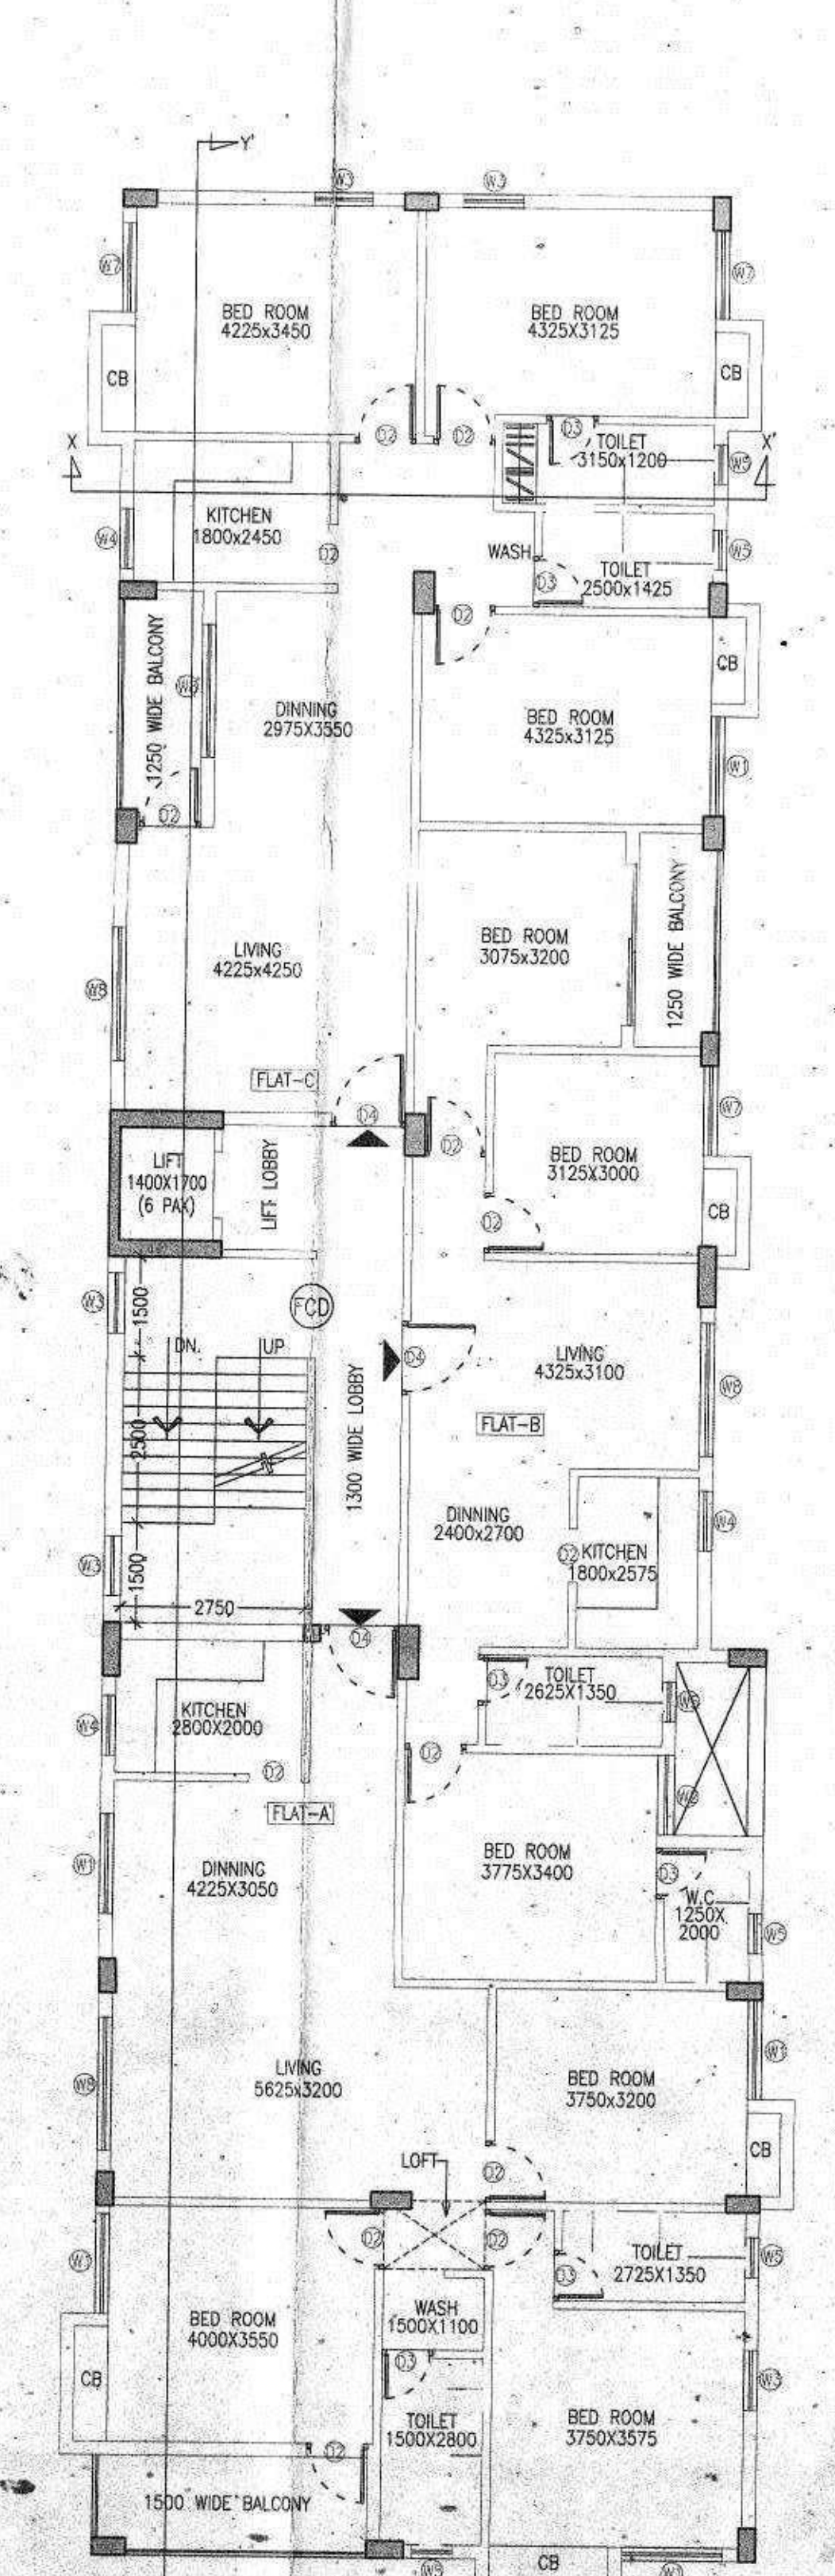 Y'
W3
W3
W7
W7
BED ROOM
4225x3450
BED ROOM
4325X3125
CB
CB
D2
D2
D3
TOILET
3150x1200
X
X'
W5
KITCHEN
1800x2450
W4
D2
WASH
W5
TOILET
2500x1425
D3
D2
1250 WIDE BALCONY
CB
DINNING
2975X3550
BED ROOM
4325x3125
W1
D2
LIVING
4225x4250
BED ROOM
3075x3200
1250 WIDE BALCONY
W8
FLAT-C
D4
W7
D2
LIFT
1400X1700
(6 PAX)
LIFT LOBBY
BED ROOM
3125X3000
CB
D2
W3
1500
FCD
DN.
UP
D4
LIVING
4325x3100
W8
FLAT-B
2500
1300 WIDE LOBBY
DINNING
2400x2700
W4
D2
KITCHEN
1800x2575
W3
1500
2750
D4
TOILET
2625X1350
D3
KITCHEN
2800X2000
W4
D2
D2
FLAT-A
BED ROOM
3775X3400
DINNING
4225X3050
W1
D3
W.C
1250X
2000
W5
LIVING
5625x3200
BED ROOM
3750x3200
W1
W8
CB
LOFT
D2
D2
D2
TOILET
2725X1350
W5
D3
WASH
1500X1100
BED ROOM
4000X3550
D3
W3
CB
TOILET
1500X2800
BED ROOM
3750X3575
D2
1500 WIDE BALCONY
CB
W5